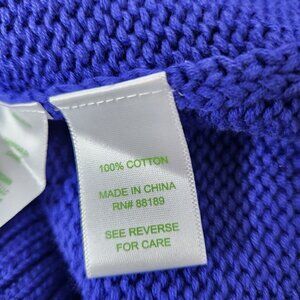 100% COTTON
MADE IN CHINA
RN# 88189
SEE REVERSE
FOR CARE